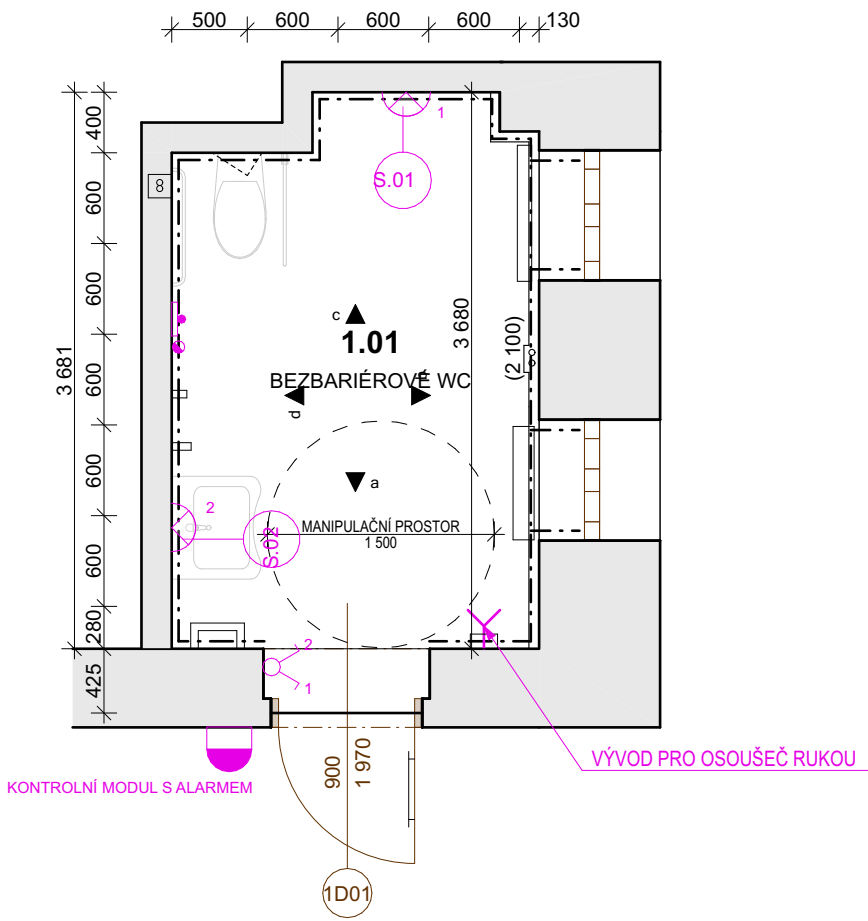 500
600
600
600
130
400
600
600
600
600
600
280
425
3 681
3 680
(2 100)
1
S.01
8
c
1.01
BEZBARIÉROVÉ WC
b
d
a
2
MANIPULAČNÍ PROSTOR
1 500
S.02
2
1
900
1 970
VÝVOD PRO OSOUŠEČ RUKOU
KONTROLNÍ MODUL S ALARMEM
1D01